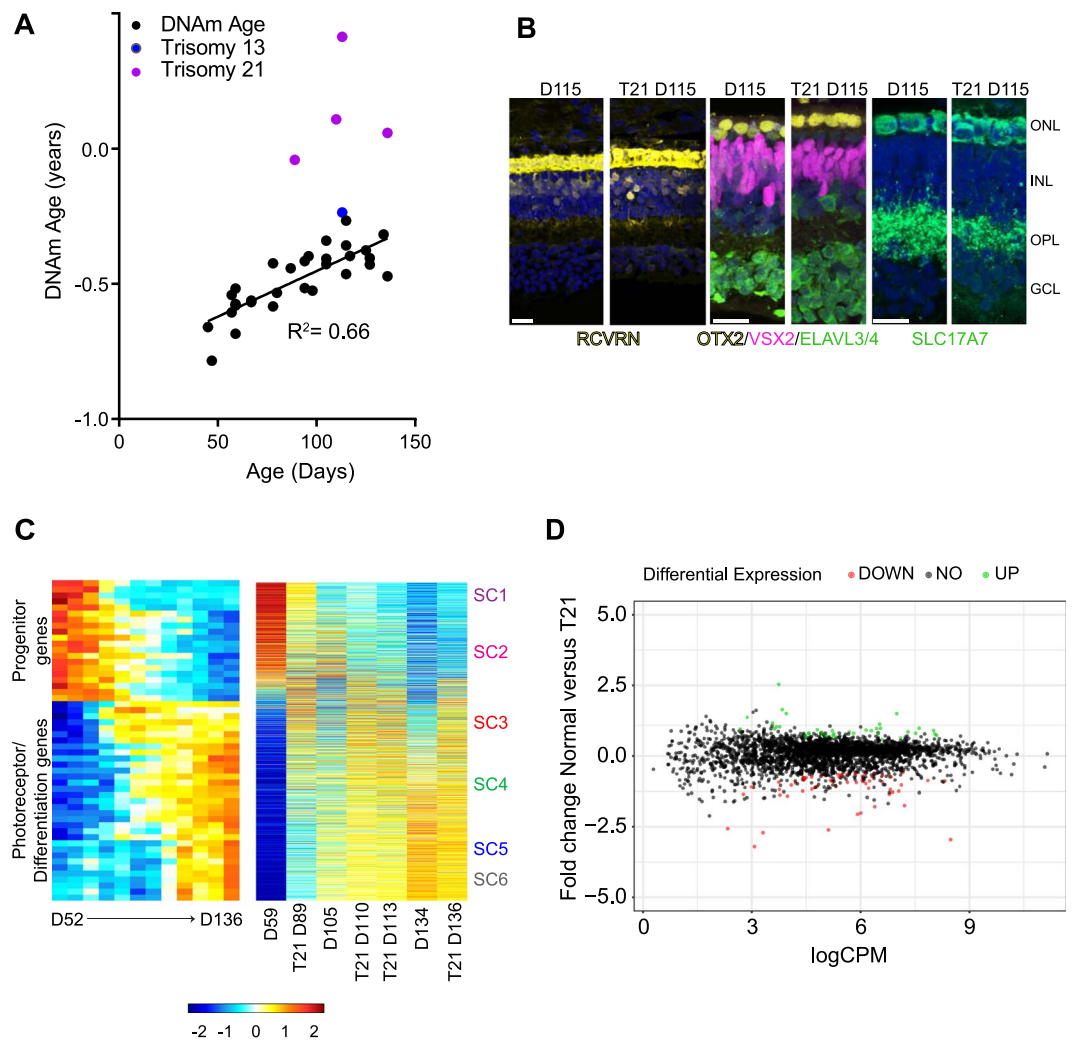 A
DNAm Age
Trisomy 13
Trisomy 21
0.0
-0.5
-1.0
DNAm Age (years)
R²= 0.66
0 50 100 150
Age (Days)
B
D115 T21 D115 D115 T21 D115 D115 T21 D115
ONL
INL
OPL
GCL
RCVRN OTX2/VSX2/ELAVL3/4 SLC17A7
C
Progenitor
genes
Photoreceptor/
Differentiation genes
SC1
SC2
SC3
SC4
SC5
SC6
D52 D136
D59
T21 D89
D105
T21 D110
T21 D113
D134
T21 D136
-2 -1 0 1 2
D
Differential Expression DOWN NO UP
Fold change Normal versus T21
5.0
2.5
0.0
−2.5
−5.0
0 3 6 9
logCPM